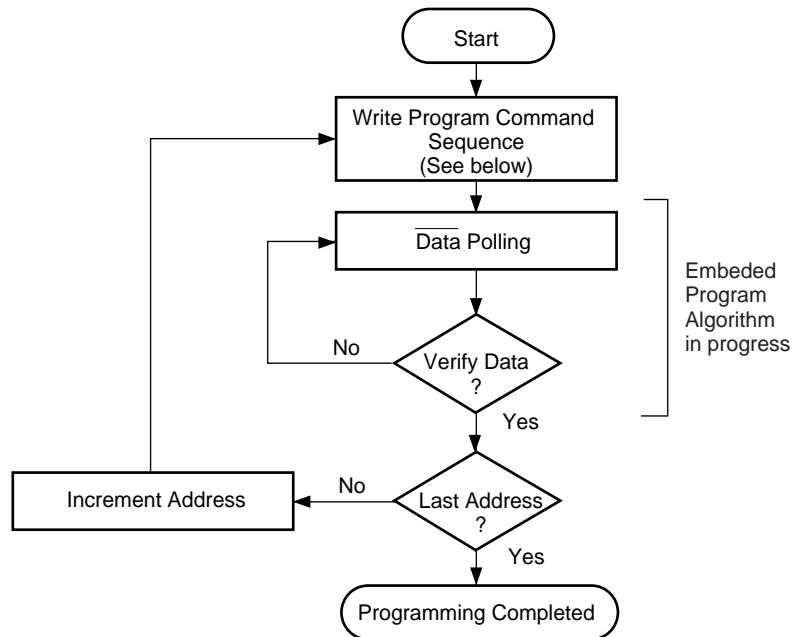 Start
Write Program Command
Sequence
(See below)
Data Polling
Embeded
Program
Algorithm
in progress
No
Verify Data
?
Yes
Increment Address
No
Last Address
?
Yes
Programming Completed